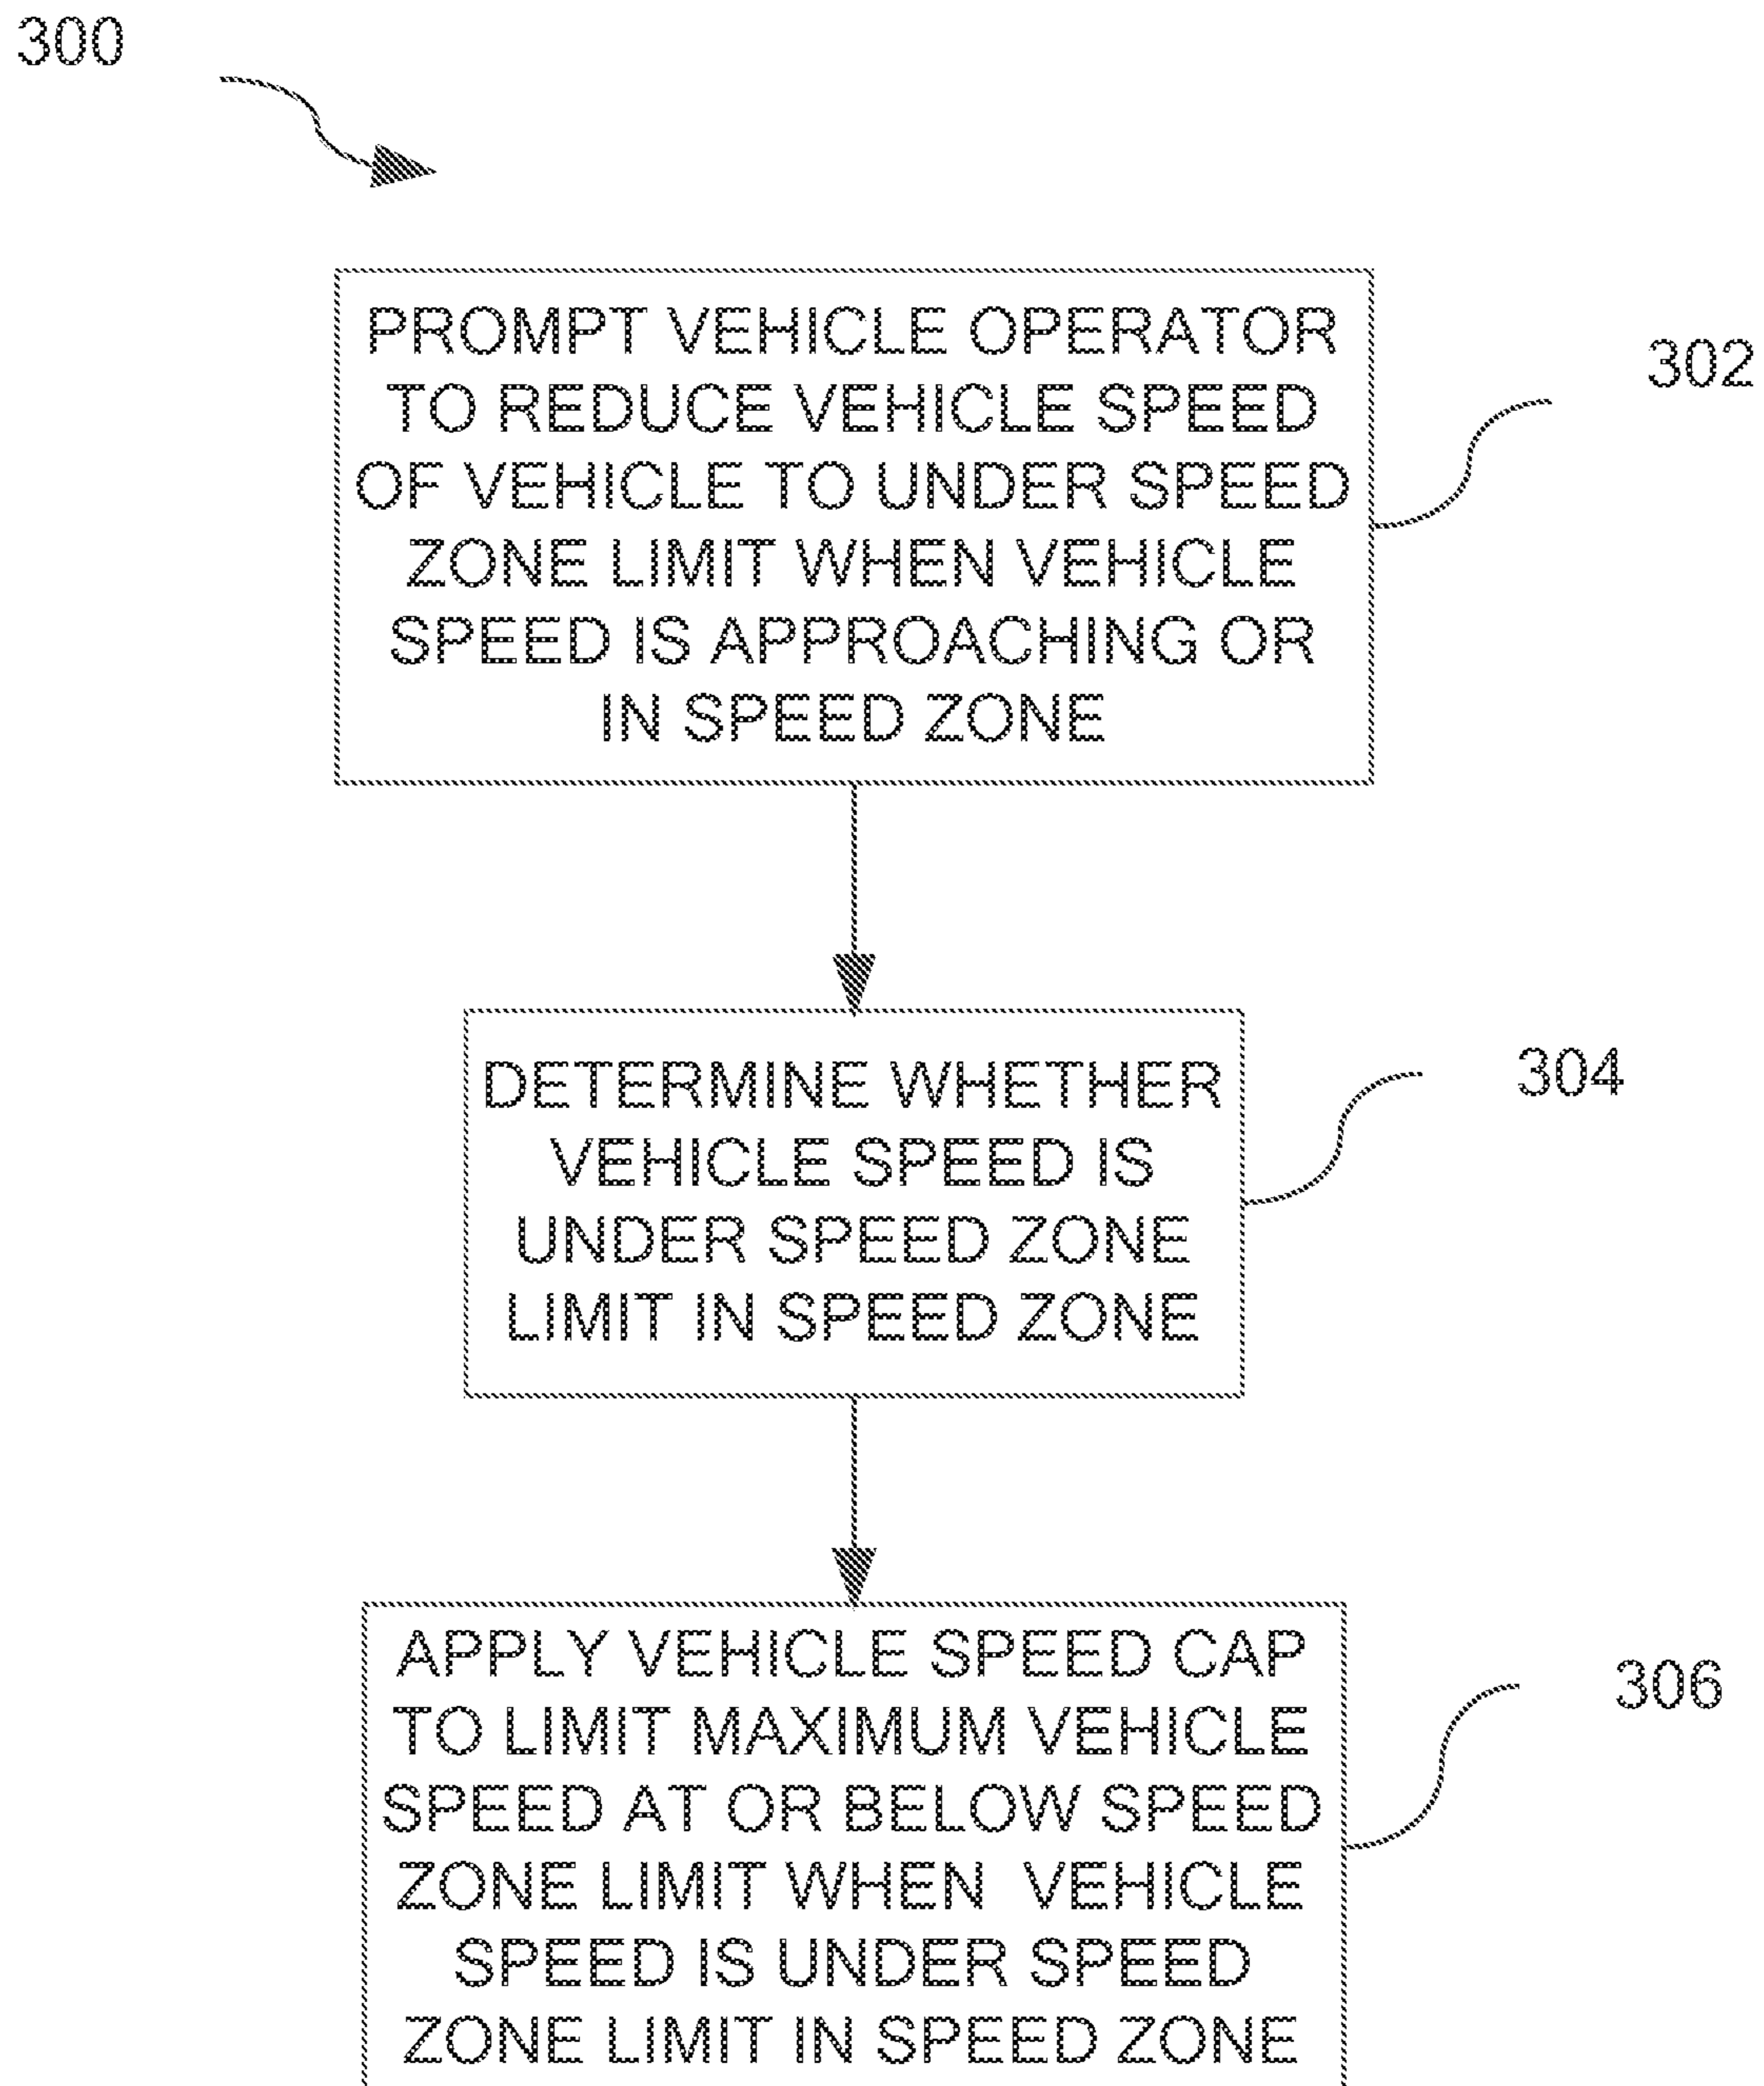 300
PROMPT VEHICLE OPERATOR
TO REDUCE VEHICLE SPEED
OF VEHICLE TO UNDER SPEED
ZONE LIMIT WHEN VEHICLE
SPEED IS APPROACHING OR
IN SPEED ZONE
302
DETERMINE WHETHER
VEHICLE SPEED IS
UNDER SPEED ZONE
LIMIT IN SPEED ZONE
304
APPLY VEHICLE SPEED CAP
TO LIMIT MAXIMUM VEHICLE
SPEED AT OR BELOW SPEED
ZONE LIMIT WHEN VEHICLE
SPEED IS UNDER SPEED
ZONE LIMIT IN SPEED ZONE
306